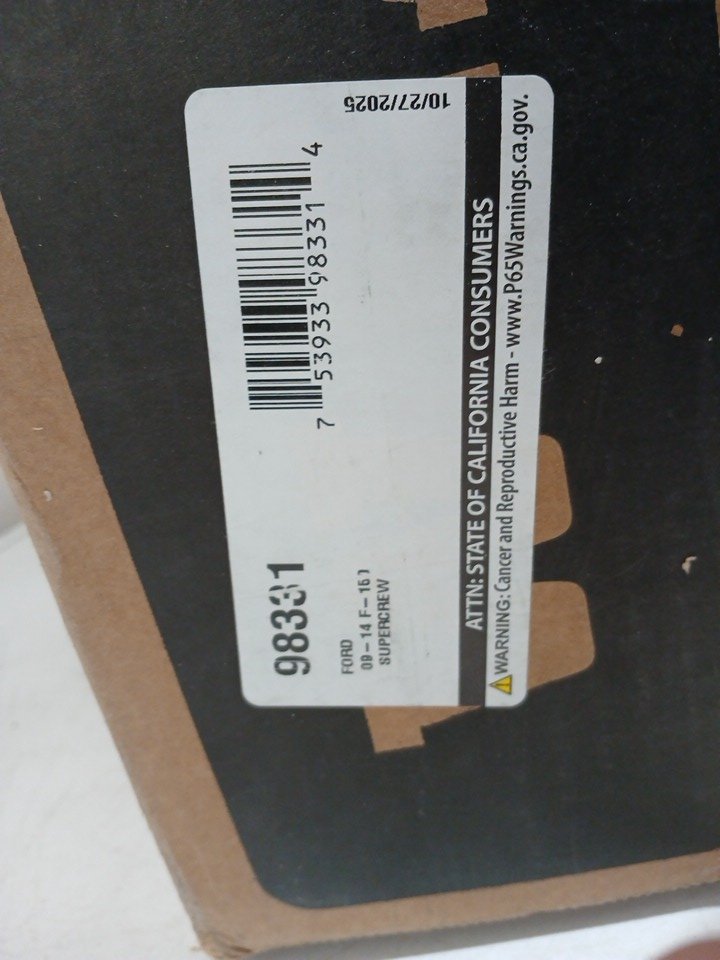 98331
FORD
09-14 F-150
SUPERCREW
7 53933 98331 4
10/27/2025
ATTN: STATE OF CALIFORNIA CONSUMERS
WARNING: Cancer and Reproductive Harm - www.P65Warnings.ca.gov.